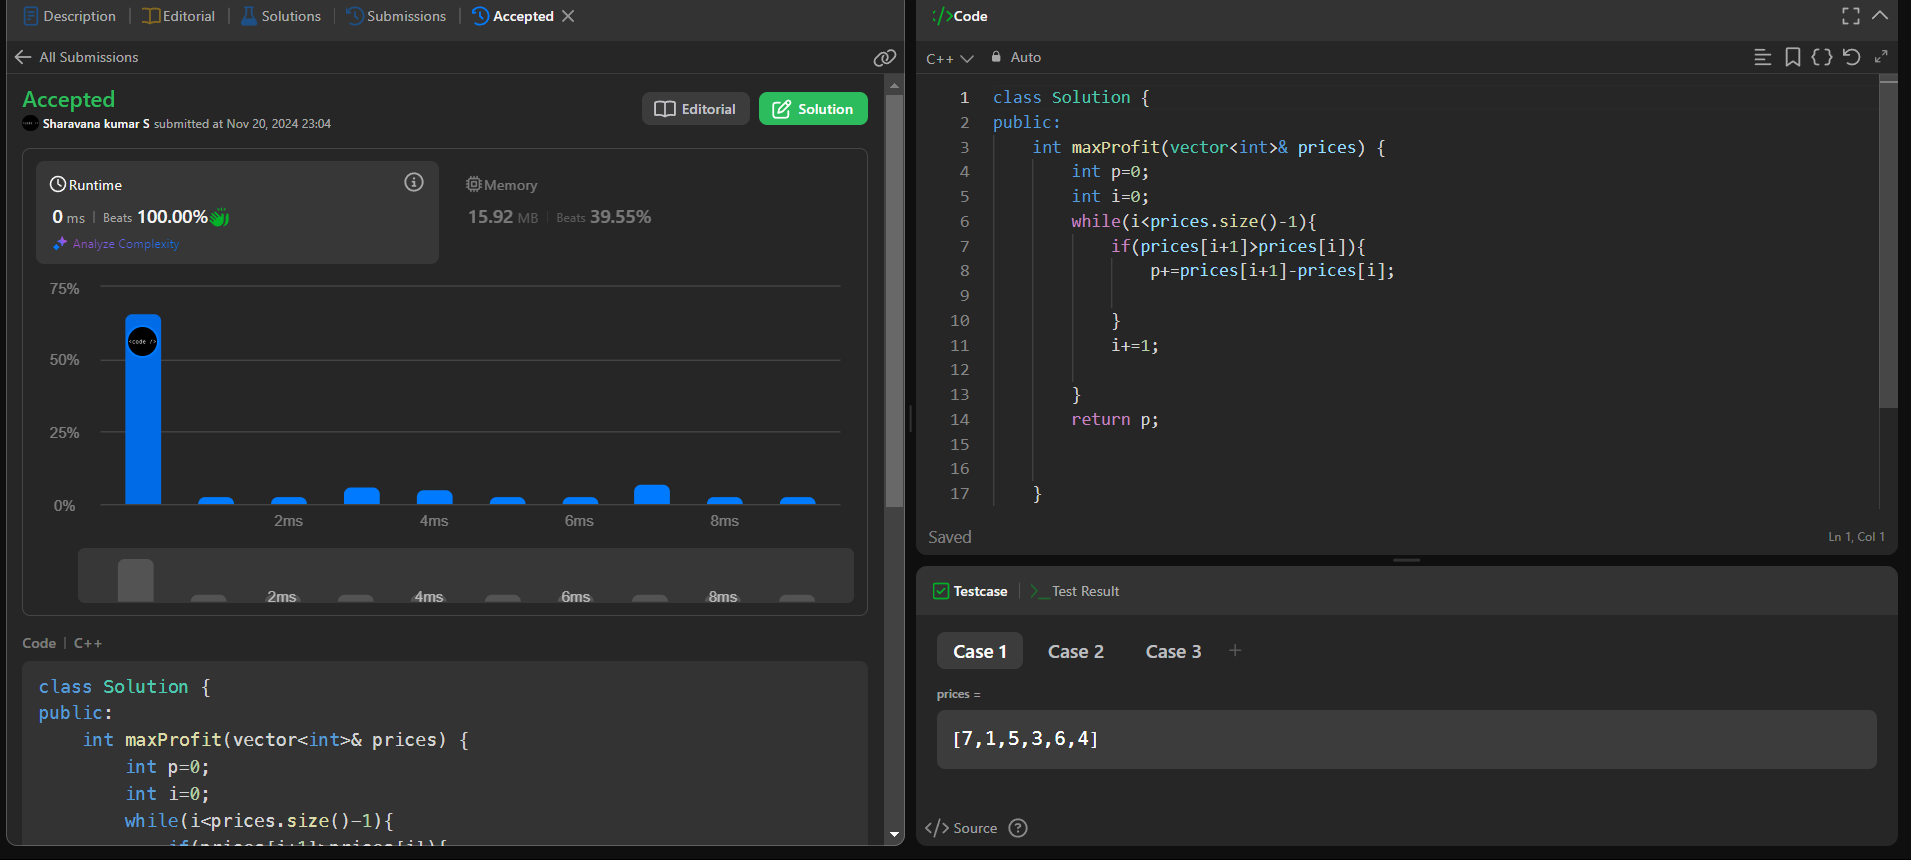 Description Editorial Solutions Submissions Accepted
All Submissions
Accepted
Sharavana kumar S submitted at Nov 20, 2024 23:04
Editorial
Solution
Runtime
0 ms Beats 100.00%
Analyze Complexity
Memory
15.92 MB Beats 39.55%
75%
50%
25%
0%
<code />
2ms 4ms 6ms 8ms
2ms 4ms 6ms 8ms
Code C++
class Solution {
public:
    int maxProfit(vector<int>& prices) {
        int p=0;
        int i=0;
        while(i<prices.size()-1){
            if(prices[i+1]>prices[i]){
</>Code
C++ Auto
1 class Solution {
2 public:
3     int maxProfit(vector<int>& prices) {
4         int p=0;
5         int i=0;
6         while(i<prices.size()-1){
7             if(prices[i+1]>prices[i]){
8                 p+=prices[i+1]-prices[i];
9
10             }
11             i+=1;
12
13         }
14         return p;
15
16
17     }
Saved
Ln 1, Col 1
Testcase >_ Test Result
Case 1 Case 2 Case 3 +
prices =
[7,1,5,3,6,4]
</> Source ?